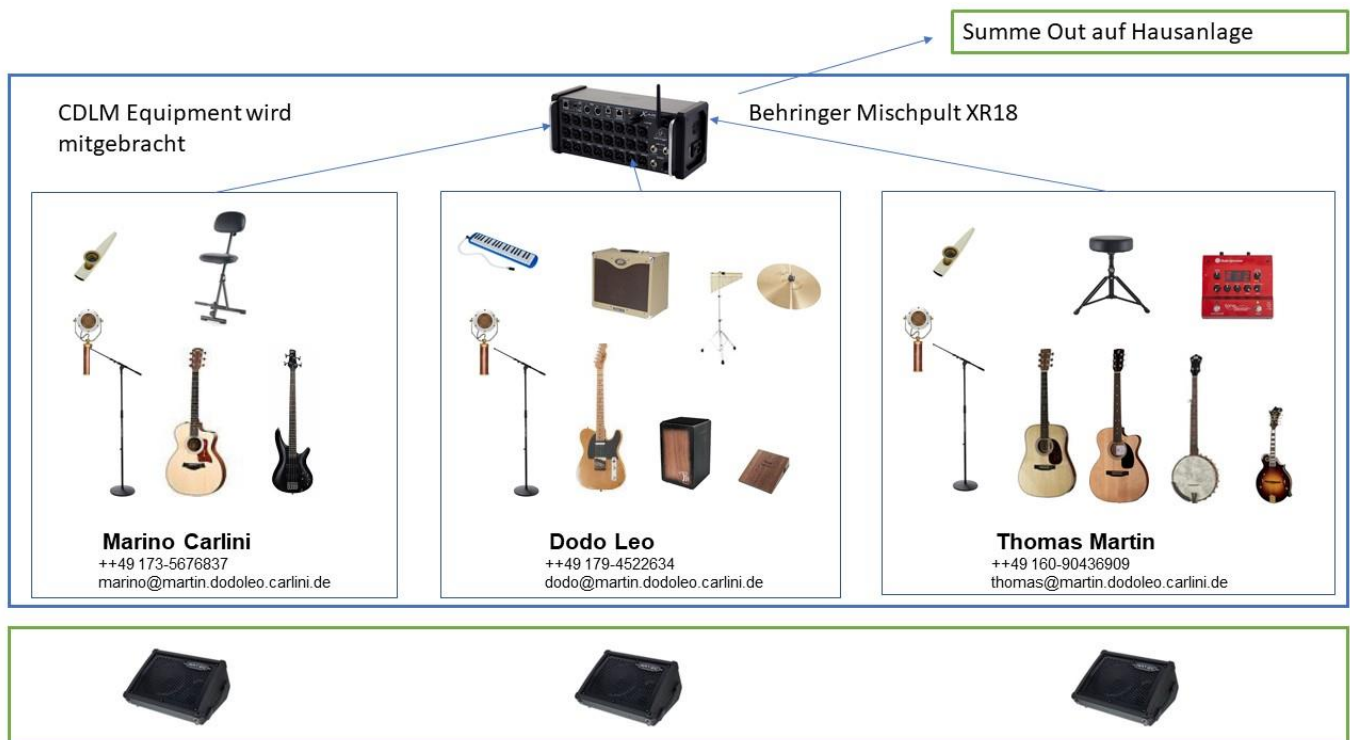 Summe Out auf Hausanlage
CDLM Equipment wird
mitgebracht
Behringer Mischpult XR18
Marino Carlini
++49 173-5676837
marino@martin.dodoleo.carlini.de
Dodo Leo
++49 179-4522634
dodo@martin.dodoleo.carlini.de
Thomas Martin
++49 160-90436909
thomas@martin.dodoleo.carlini.de